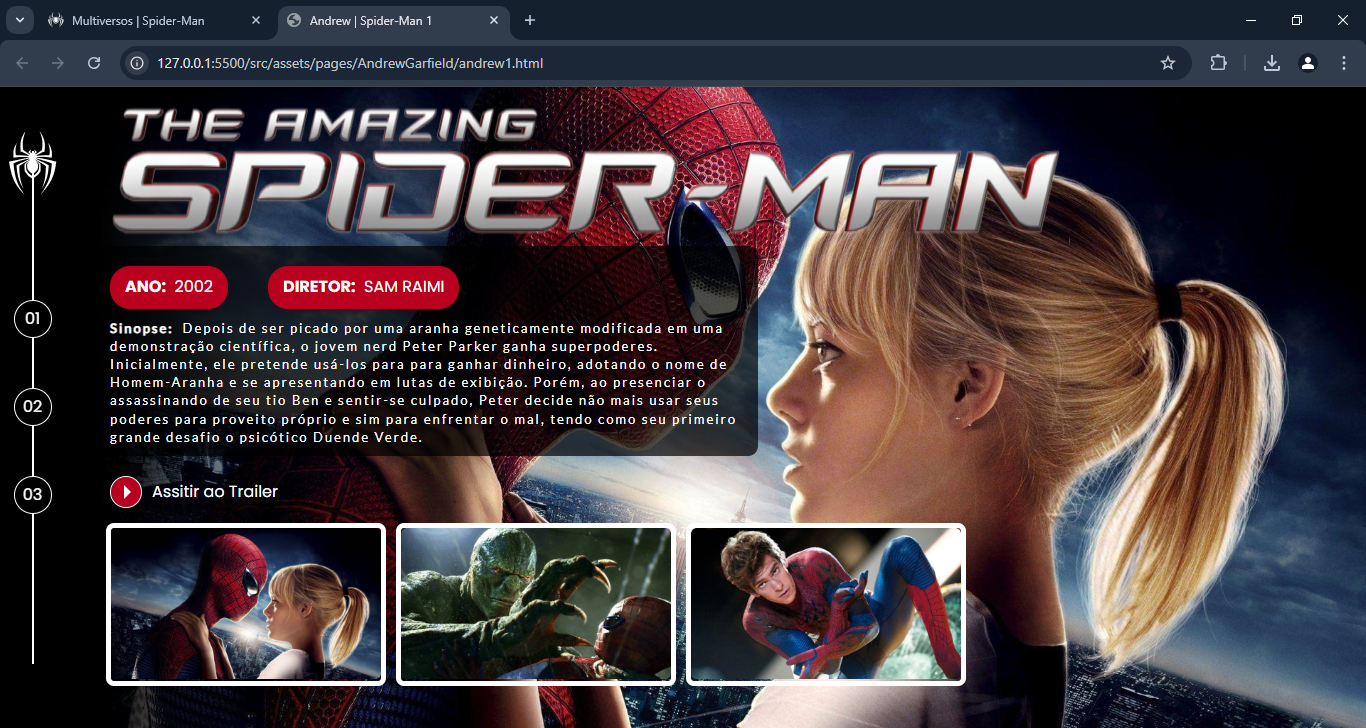 Multiversos | Spider-Man
Andrew | Spider-Man 1
127.0.0.1:5500/src/assets/pages/AndrewGarfield/andrew1.html
THE AMAZING
SPIDER-MAN
ANO: 2002
DIRETOR: SAM RAIMI
Sinopse: Depois de ser picado por uma aranha geneticamente modificada em uma
demonstração científica, o jovem nerd Peter Parker ganha superpoderes.
Inicialmente, ele pretende usá-los para para ganhar dinheiro, adotando o nome de
Homem-Aranha e se apresentando em lutas de exibição. Porém, ao presenciar o
assassinando de seu tio Ben e sentir-se culpado, Peter decide não mais usar seus
poderes para proveito próprio e sim para enfrentar o mal, tendo como seu primeiro
grande desafio o psicótico Duende Verde.
01
02
03
Assitir ao Trailer